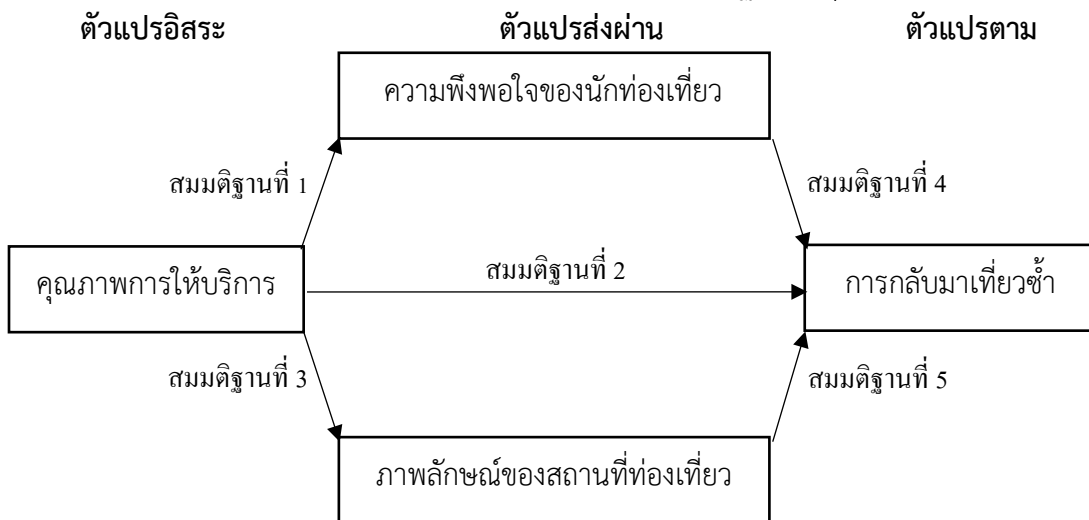 ตัวแปรอิสระ ตัวแปรส่งผ่าน ตัวแปรตาม
ความพึงพอใจของนักท่องเที่ยว
สมมติฐานที่ 1 สมมติฐานที่ 4
คุณภาพการให้บริการ สมมติฐานที่ 2 การกลับมาเที่ยวซ้ำ
สมมติฐานที่ 3 สมมติฐานที่ 5
ภาพลักษณ์ของสถานที่ท่องเที่ยว